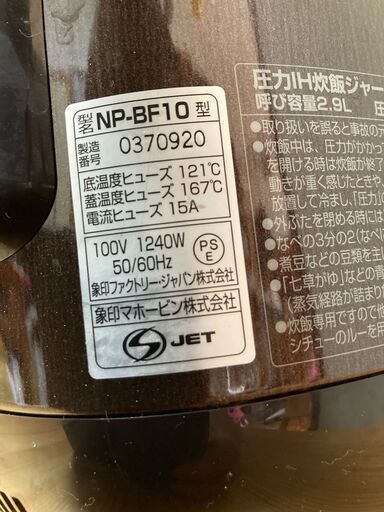 型名 NP-BF10 型
製造番号 0370920
底温度ヒューズ 121℃
蓋温度ヒューズ 167℃
電流ヒューズ 15A
100V 1240W
50/60Hz
PSE
象印ファクトリー・ジャパン株式会社
象印マホービン株式会社
S JET
圧力IH炊飯ジャー
呼び容量2.9L
●取り扱いを誤ると事故の
●炊飯中は、圧力がかかっ
を開ける時は炊飯が終了
動きが重く感じたときや
放置して冷まし、「圧力
●外ぶたを閉める時には
●なべの3分の2(なべ
●煮豆などの豆類を主
●「七草がゆ」などの豆
(蒸気経路が詰まり
●炊飯専用ですので他
シチューのルーを